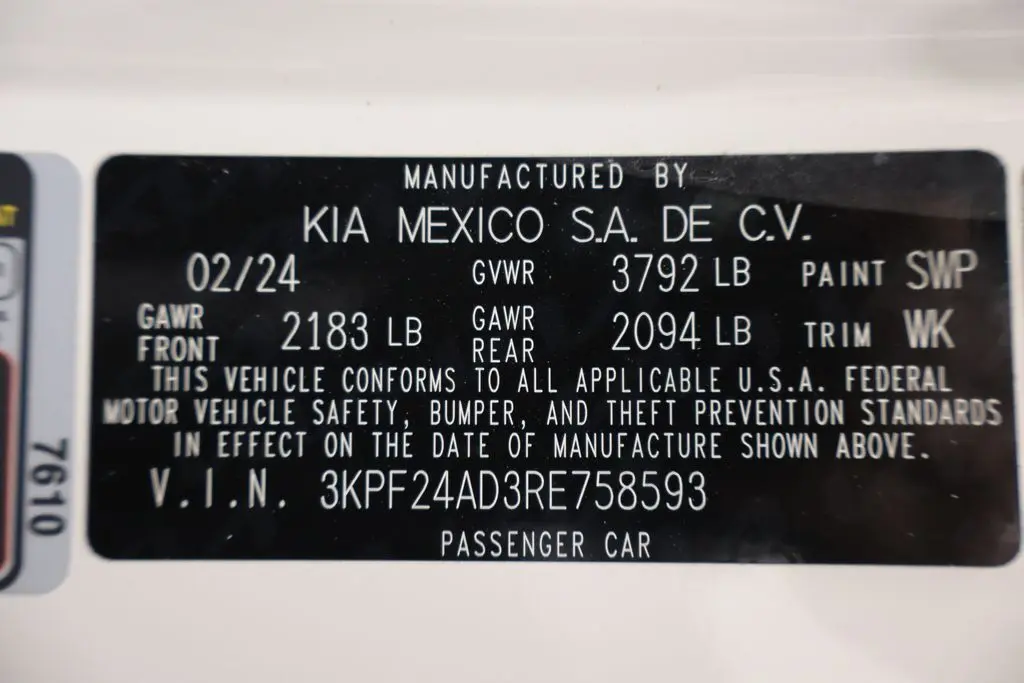 MANUFACTURED BY
KIA MEXICO S.A. DE C.V.
02/24 GVWR 3792 LB PAINT SWP
GAWR FRONT 2183 LB GAWR REAR 2094 LB TRIM WK
THIS VEHICLE CONFORMS TO ALL APPLICABLE U.S.A. FEDERAL
MOTOR VEHICLE SAFETY, BUMPER, AND THEFT PREVENTION STANDARDS
IN EFFECT ON THE DATE OF MANUFACTURE SHOWN ABOVE.
V.I.N. 3KPF24AD3RE758593
PASSENGER CAR
7610